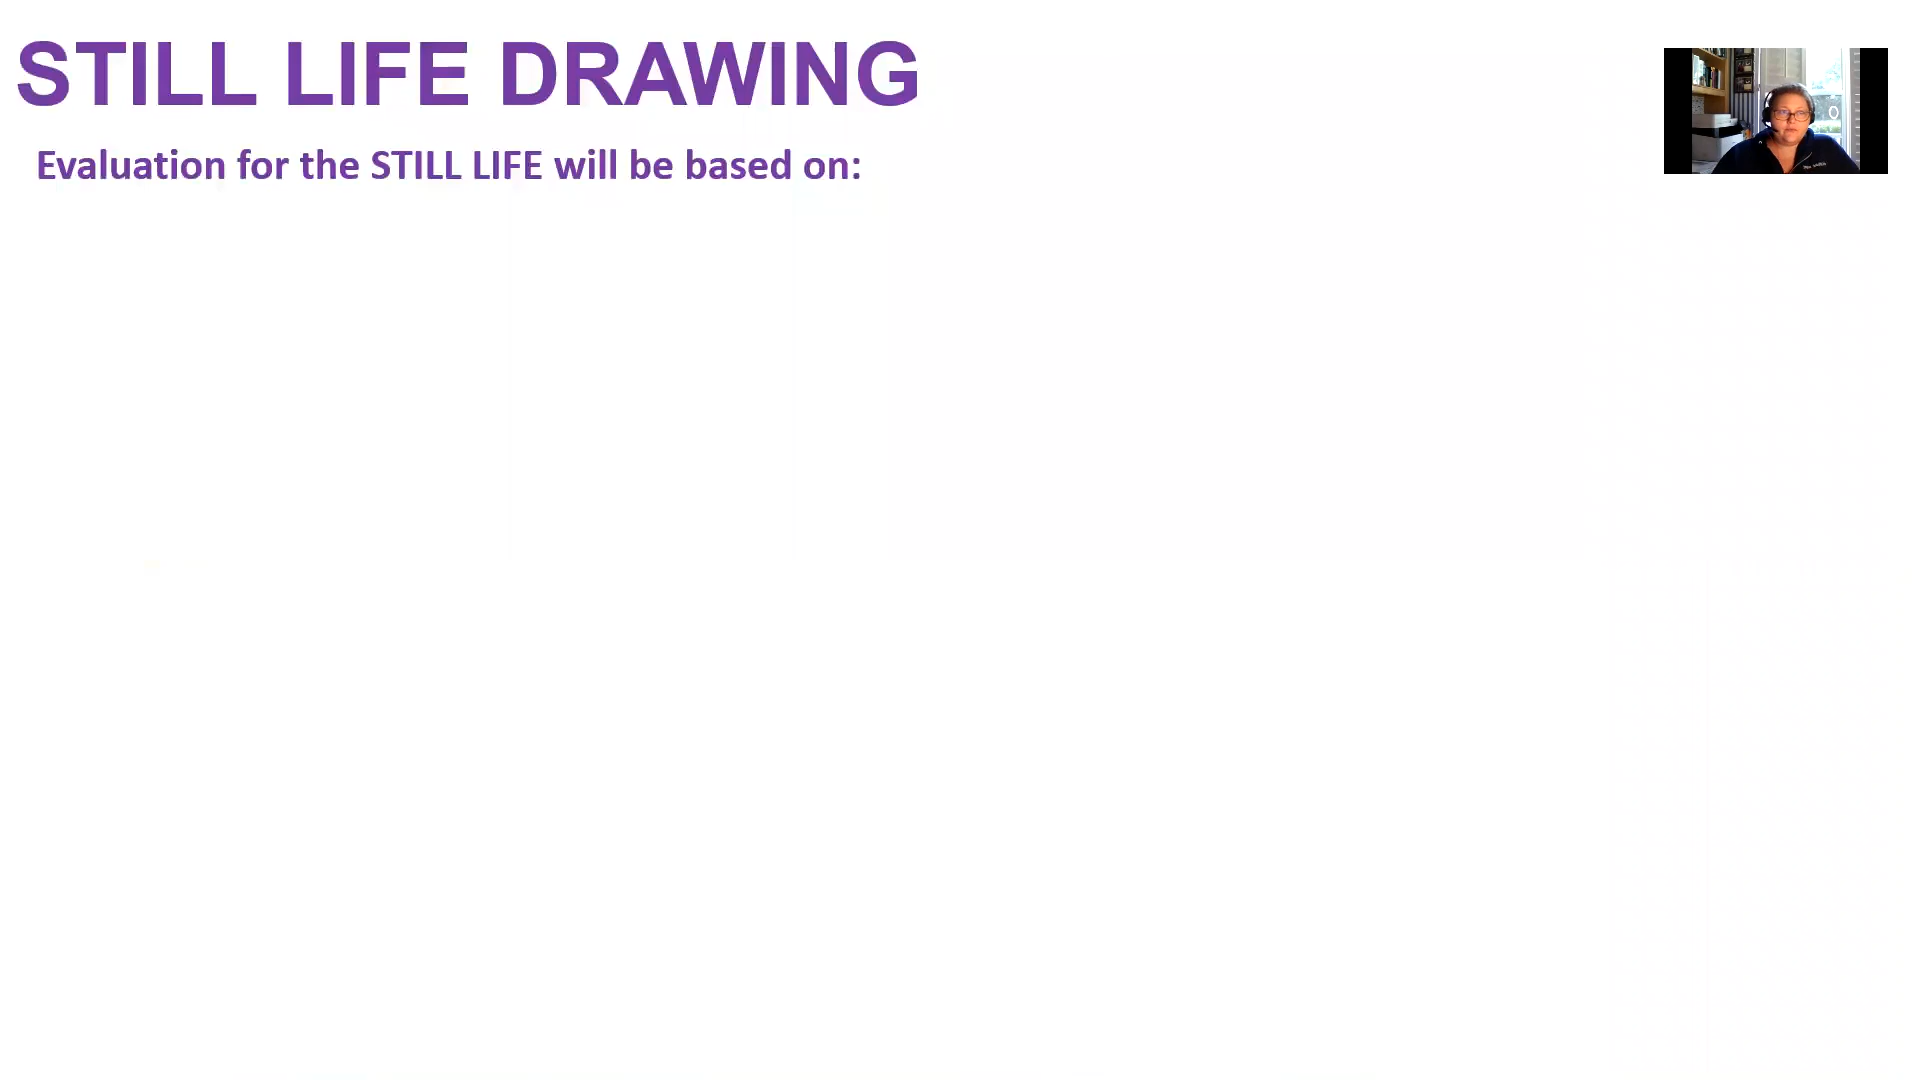 STILL LIFE DRAWING
Evaluation for the STILL LIFE will be based on: